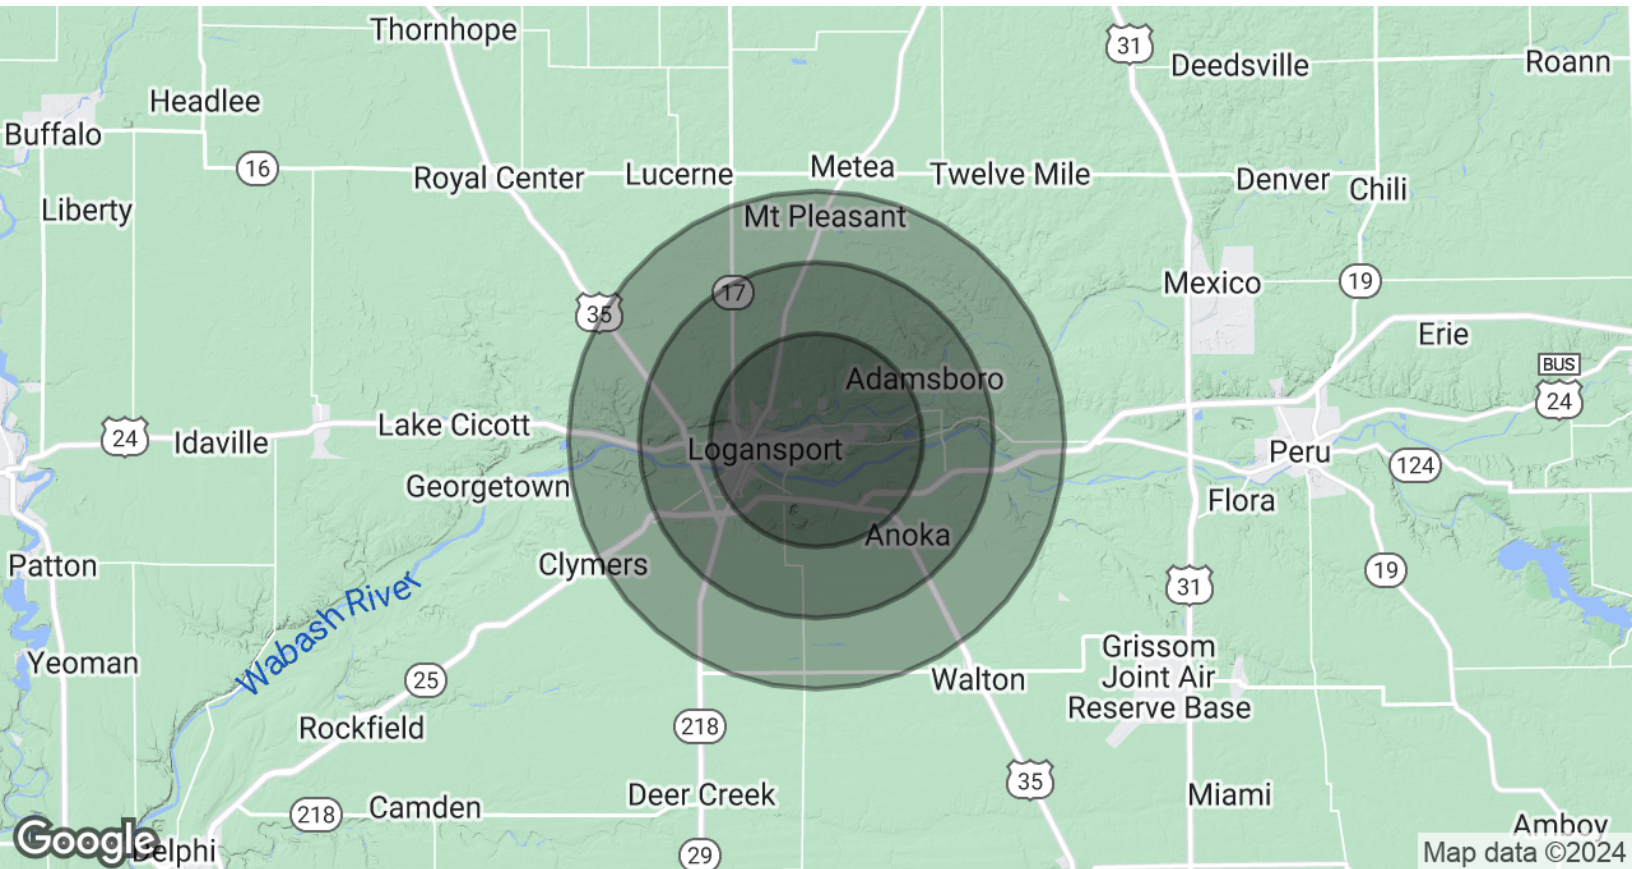 Thornhope
31
Deedsville
Roann
Headlee
Buffalo
16
Royal Center
Lucerne
Metea
Twelve Mile
Denver
Chili
Liberty
Mt Pleasant
17
35
Mexico
19
Erie
BUS
24
24
Idaville
Lake Cicott
Adamsboro
Logansport
Peru
124
Georgetown
Flora
Anoka
Clymers
Patton
31
19
Wabash River
Yeoman
Grissom
Joint Air
Reserve Base
25
Walton
Rockfield
218
35
Deer Creek
Miami
218
Camden
Amboy
Google
Delphi
29
Map data ©2024